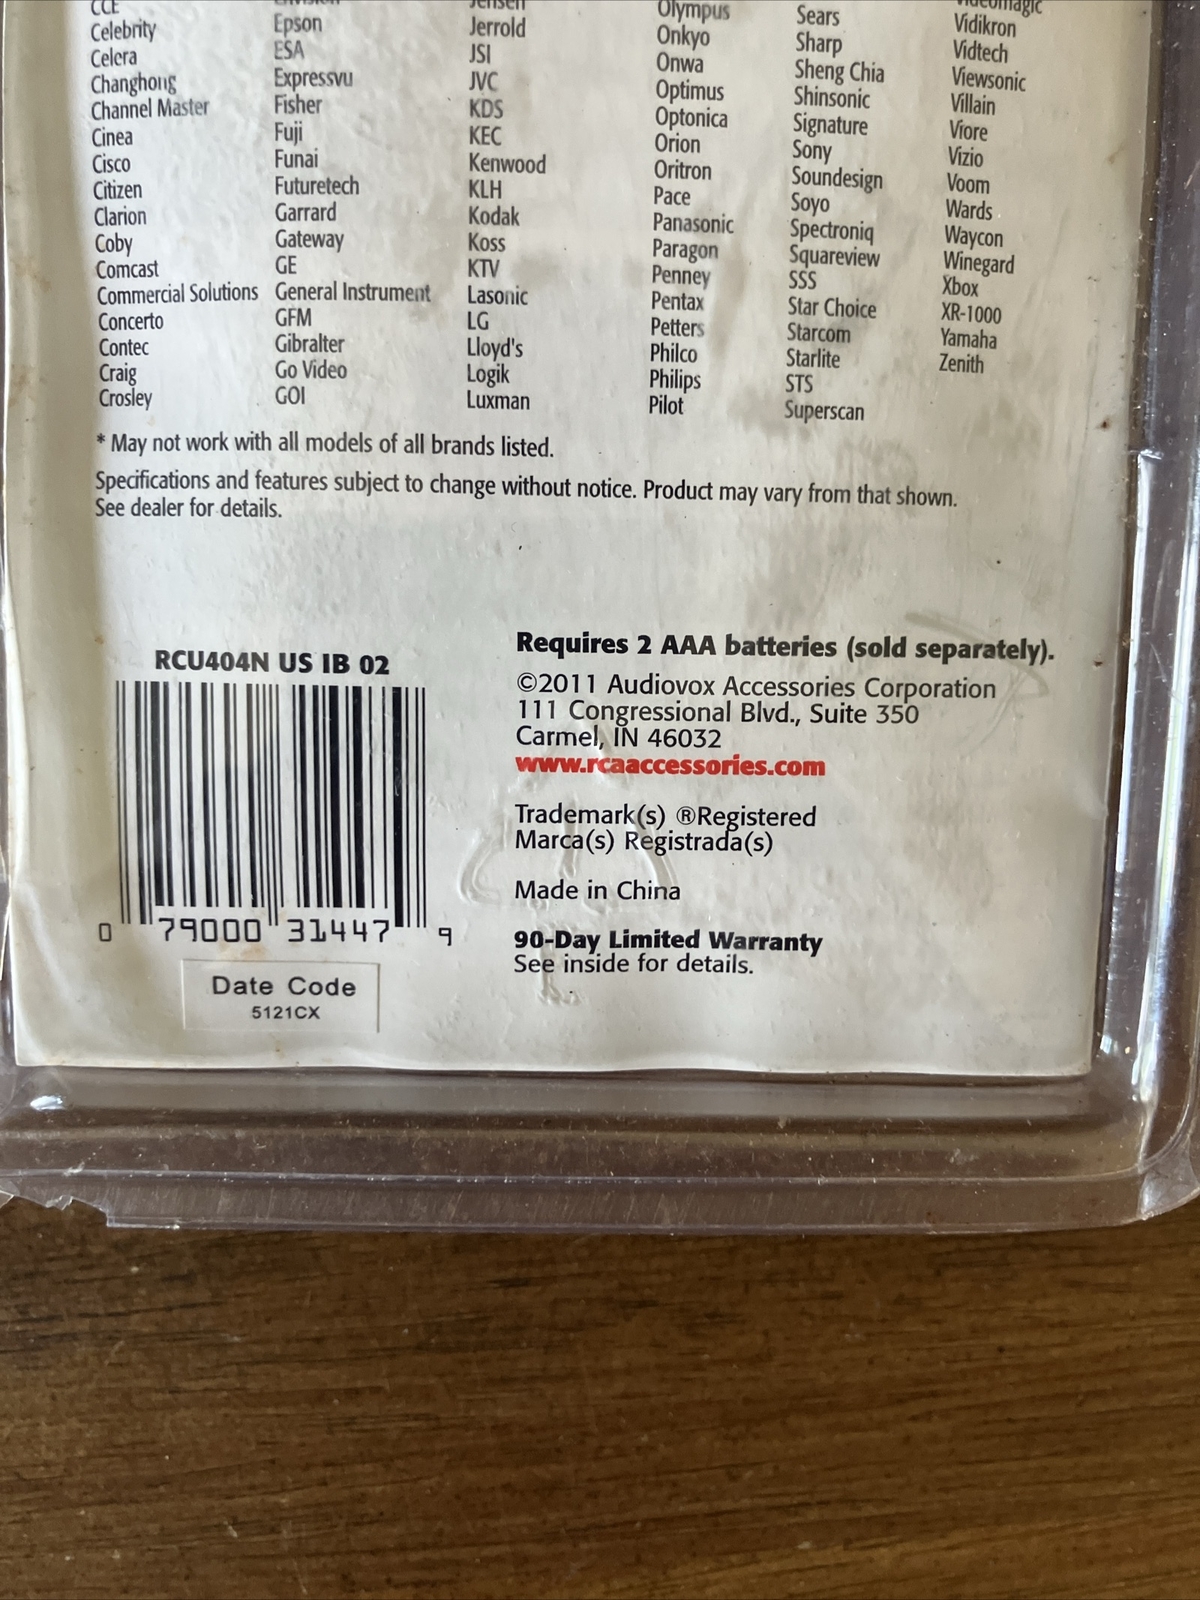 CCE
Celebrity
Celera
Changhong
Channel Master
Cinea
Cisco
Citizen
Clarion
Coby
Comcast
Commercial Solutions
Concerto
Contec
Craig
Crosley
Epson
ESA
Expressvu
Fisher
Fuji
Funai
Futuretech
Garrard
Gateway
GE
General Instrument
GFM
Gibralter
Go Video
GOI
Jensen
Jerrold
JSI
JVC
KDS
KEC
Kenwood
KLH
Kodak
Koss
KTV
Lasonic
LG
Lloyd's
Logik
Luxman
Olympus
Onkyo
Onwa
Optimus
Optonica
Orion
Oritron
Pace
Panasonic
Paragon
Penney
Pentax
Petters
Philco
Philips
Pilot
Sears
Sharp
Sheng Chia
Shinsonic
Signature
Sony
Soundesign
Soyo
Spectroniq
Squareview
SSS
Star Choice
Starcom
Starlite
STS
Superscan
Videomagic
Vidikron
Vidtech
Viewsonic
Villain
Viore
Vizio
Voom
Wards
Waycon
Winegard
Xbox
XR-1000
Yamaha
Zenith
* May not work with all models of all brands listed.
Specifications and features subject to change without notice. Product may vary from that shown.
See dealer for details.
RCU404N US IB 02
0 79000 31447 9
Date Code
5121CX
Requires 2 AAA batteries (sold separately).
©2011 Audiovox Accessories Corporation
111 Congressional Blvd., Suite 350
Carmel, IN 46032
www.rcaaccessories.com
Trademark(s) ®Registered
Marca(s) Registrada(s)
Made in China
90-Day Limited Warranty
See inside for details.